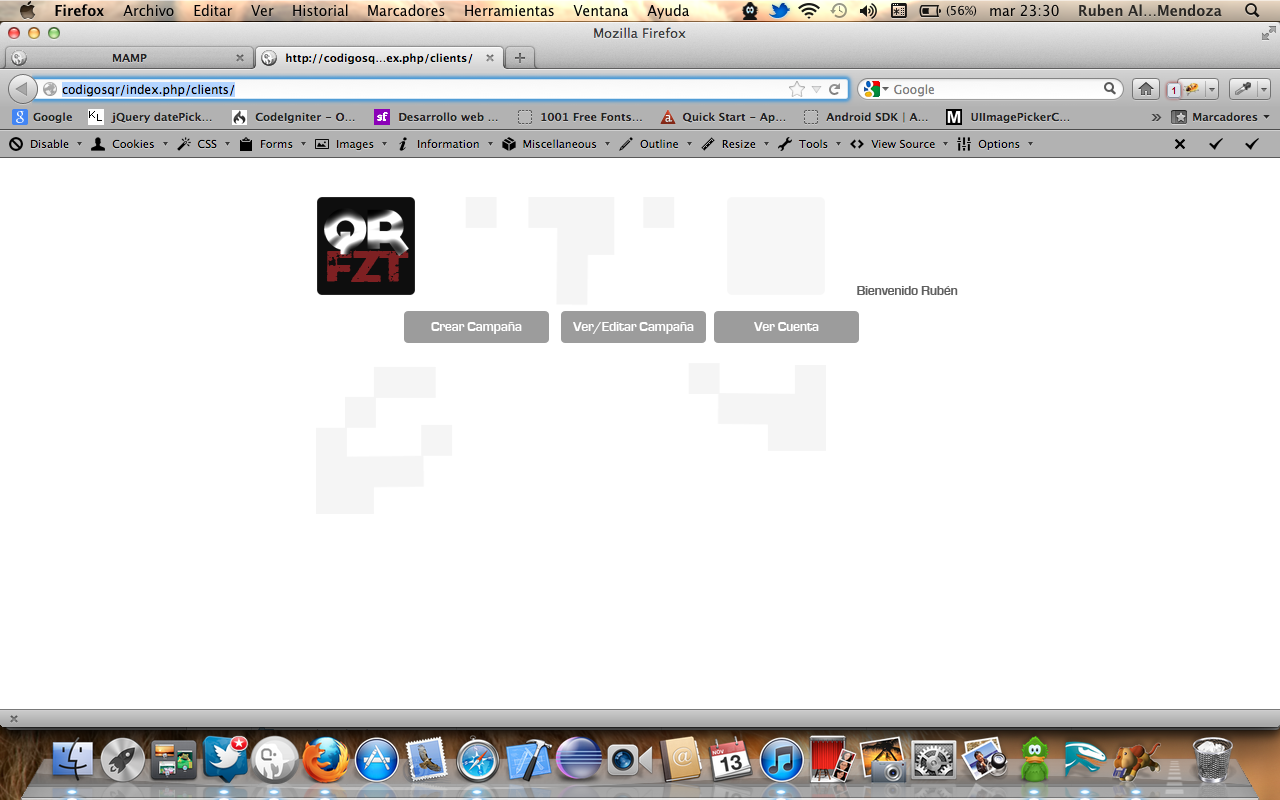 Firefox Archivo Editar Ver Historial Marcadores Herramientas Ventana Ayuda (56%) mar 23:30 Ruben Al...Mendoza
Mozilla Firefox
MAMP http://codigosq...ex.php/clients/
codigosqr/index.php/clients/ Google 1
Google KL jQuery datePick... CodeIgniter – O... sf Desarrollo web ... 1001 Free Fonts... Quick Start – Ap... Android SDK | A... M UIImagePickerC... » Marcadores
Disable Cookies CSS Forms Images Information Miscellaneous Outline Resize Tools View Source Options
QR
FZT
Bienvenido Rubén
Crear Campaña Ver/Editar Campaña Ver Cuenta
NOV
13